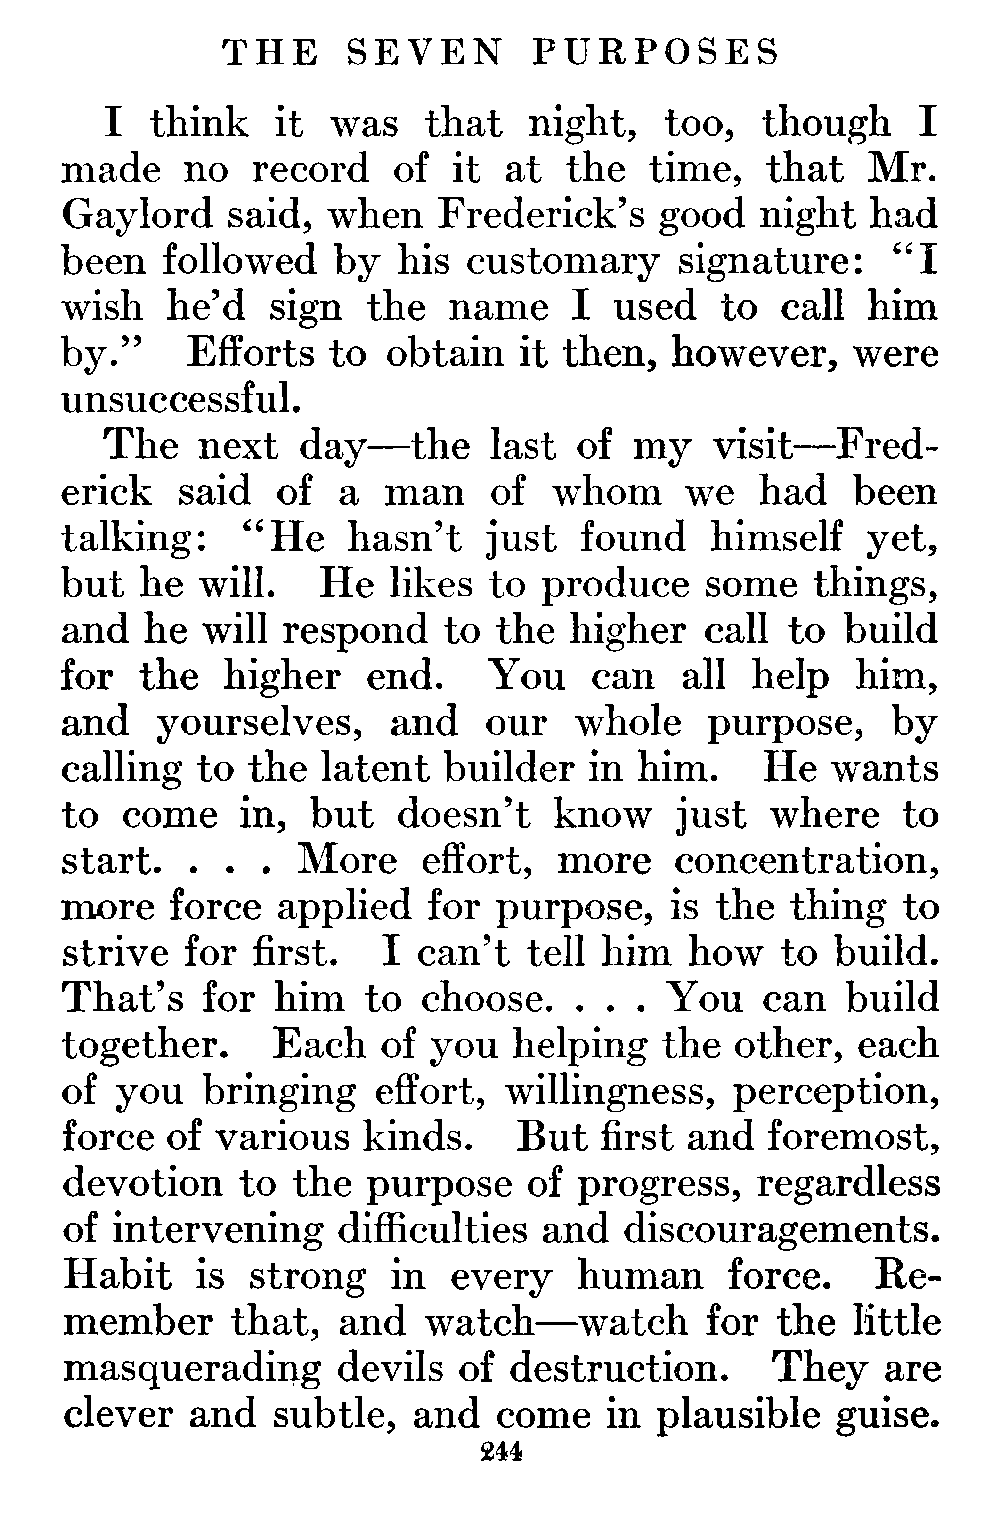 THE SEVEN PURPOSES
I think it was that night, too, though I
made no record of it at the time, that Mr.
Gaylord said, when Frederick's good night had
been followed by his customary signature: "I
wish he'd sign the name I used to call him
by." Efforts to obtain it then, however, were
unsuccessful.
The next day—the last of my visit—Fred-
erick said of a man of whom we had been
talking: "He hasn't just found himself yet,
but he will. He likes to produce some things,
and he will respond to the higher call to build
for the higher end. You can all help him,
and yourselves, and our whole purpose, by
calling to the latent builder in him. He wants
to come in, but doesn't know just where to
start. . . . More effort, more concentration,
more force applied for purpose, is the thing to
strive for first. I can't tell him how to build.
That's for him to choose. . . . You can build
together. Each of you helping the other, each
of you bringing effort, willingness, perception,
force of various kinds. But first and foremost,
devotion to the purpose of progress, regardless
of intervening difficulties and discouragements.
Habit is strong in every human force. Re-
member that, and watch—watch for the little
masquerading devils of destruction. They are
clever and subtle, and come in plausible guise.
244